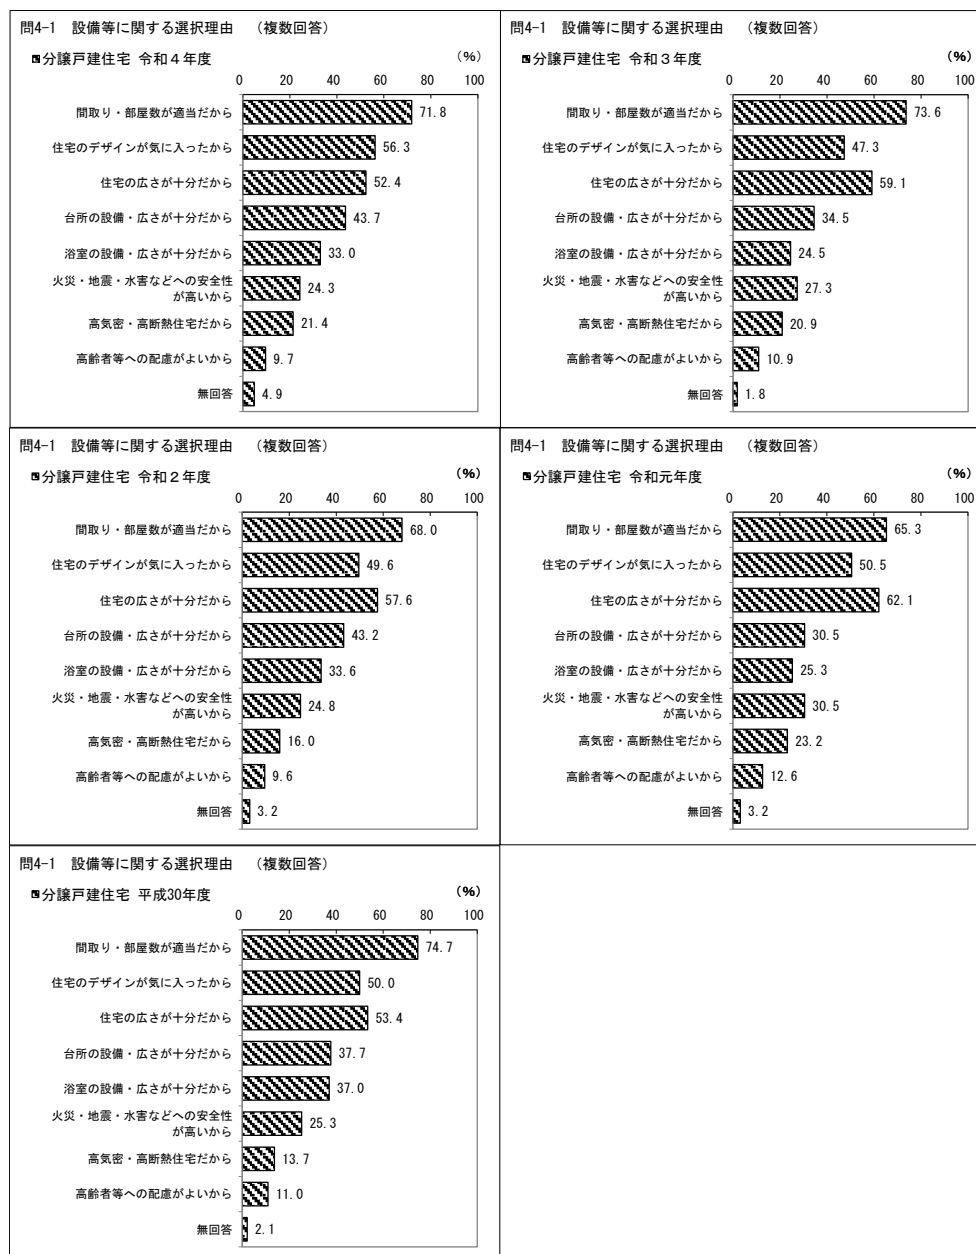 問4-1 設備等に関する選択理由 （複数回答）
分譲戸建住宅 令和４年度
(%)
0 20 40 60 80 100
間取り・部屋数が適当だから 71.8
住宅のデザインが気に入ったから 56.3
住宅の広さが十分だから 52.4
台所の設備・広さが十分だから 43.7
浴室の設備・広さが十分だから 33.0
火災・地震・水害などへの安全性
が高いから 24.3
高気密・高断熱住宅だから 21.4
高齢者等への配慮がよいから 9.7
無回答 4.9
問4-1 設備等に関する選択理由 （複数回答）
分譲戸建住宅 令和３年度
(%)
0 20 40 60 80 100
間取り・部屋数が適当だから 73.6
住宅のデザインが気に入ったから 47.3
住宅の広さが十分だから 59.1
台所の設備・広さが十分だから 34.5
浴室の設備・広さが十分だから 24.5
火災・地震・水害などへの安全性
が高いから 27.3
高気密・高断熱住宅だから 20.9
高齢者等への配慮がよいから 10.9
無回答 1.8
問4-1 設備等に関する選択理由 （複数回答）
分譲戸建住宅 令和２年度
(%)
0 20 40 60 80 100
間取り・部屋数が適当だから 68.0
住宅のデザインが気に入ったから 49.6
住宅の広さが十分だから 57.6
台所の設備・広さが十分だから 43.2
浴室の設備・広さが十分だから 33.6
火災・地震・水害などへの安全性
が高いから 24.8
高気密・高断熱住宅だから 16.0
高齢者等への配慮がよいから 9.6
無回答 3.2
問4-1 設備等に関する選択理由 （複数回答）
分譲戸建住宅 令和元年度
(%)
0 20 40 60 80 100
間取り・部屋数が適当だから 65.3
住宅のデザインが気に入ったから 50.5
住宅の広さが十分だから 62.1
台所の設備・広さが十分だから 30.5
浴室の設備・広さが十分だから 25.3
火災・地震・水害などへの安全性
が高いから 30.5
高気密・高断熱住宅だから 23.2
高齢者等への配慮がよいから 12.6
無回答 3.2
問4-1 設備等に関する選択理由 （複数回答）
分譲戸建住宅 平成30年度
(%)
0 20 40 60 80 100
間取り・部屋数が適当だから 74.7
住宅のデザインが気に入ったから 50.0
住宅の広さが十分だから 53.4
台所の設備・広さが十分だから 37.7
浴室の設備・広さが十分だから 37.0
火災・地震・水害などへの安全性
が高いから 25.3
高気密・高断熱住宅だから 13.7
高齢者等への配慮がよいから 11.0
無回答 2.1